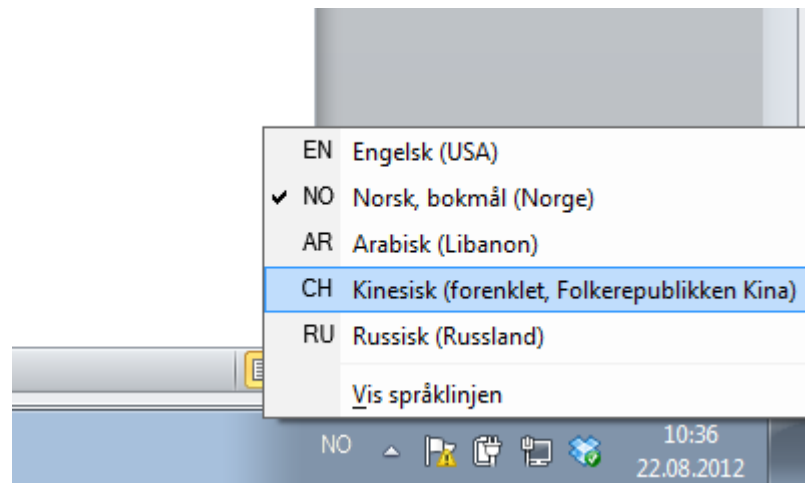 EN Engelsk (USA)
NO Norsk, bokmål (Norge)
AR Arabisk (Libanon)
CH Kinesisk (forenklet, Folkerepublikken Kina)
RU Russisk (Russland)
Vis språklinjen
NO 10:36
22.08.2012